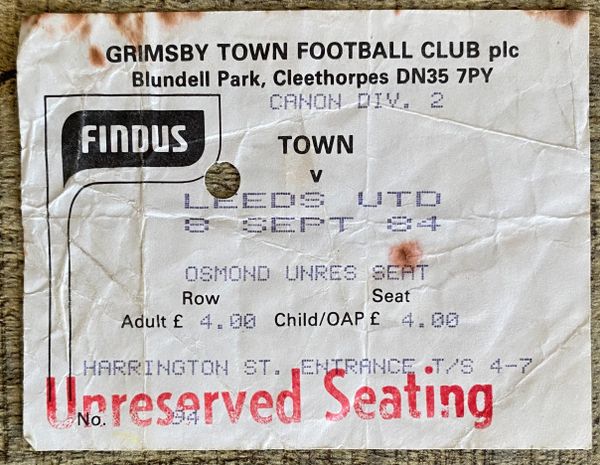 GRIMSBY TOWN FOOTBALL CLUB plc
Blundell Park, Cleethorpes DN35 7PY
CANON DIV. 2
FINDUS
TOWN
v
LEEDS UTD
8 SEPT 84
OSMOND UNRES SEAT
Row Seat
Adult £ 4.00 Child/OAP £ 4.00
HARRINGTON ST. ENTRANCE T/S 4-7
Unreserved Seating
No. 94